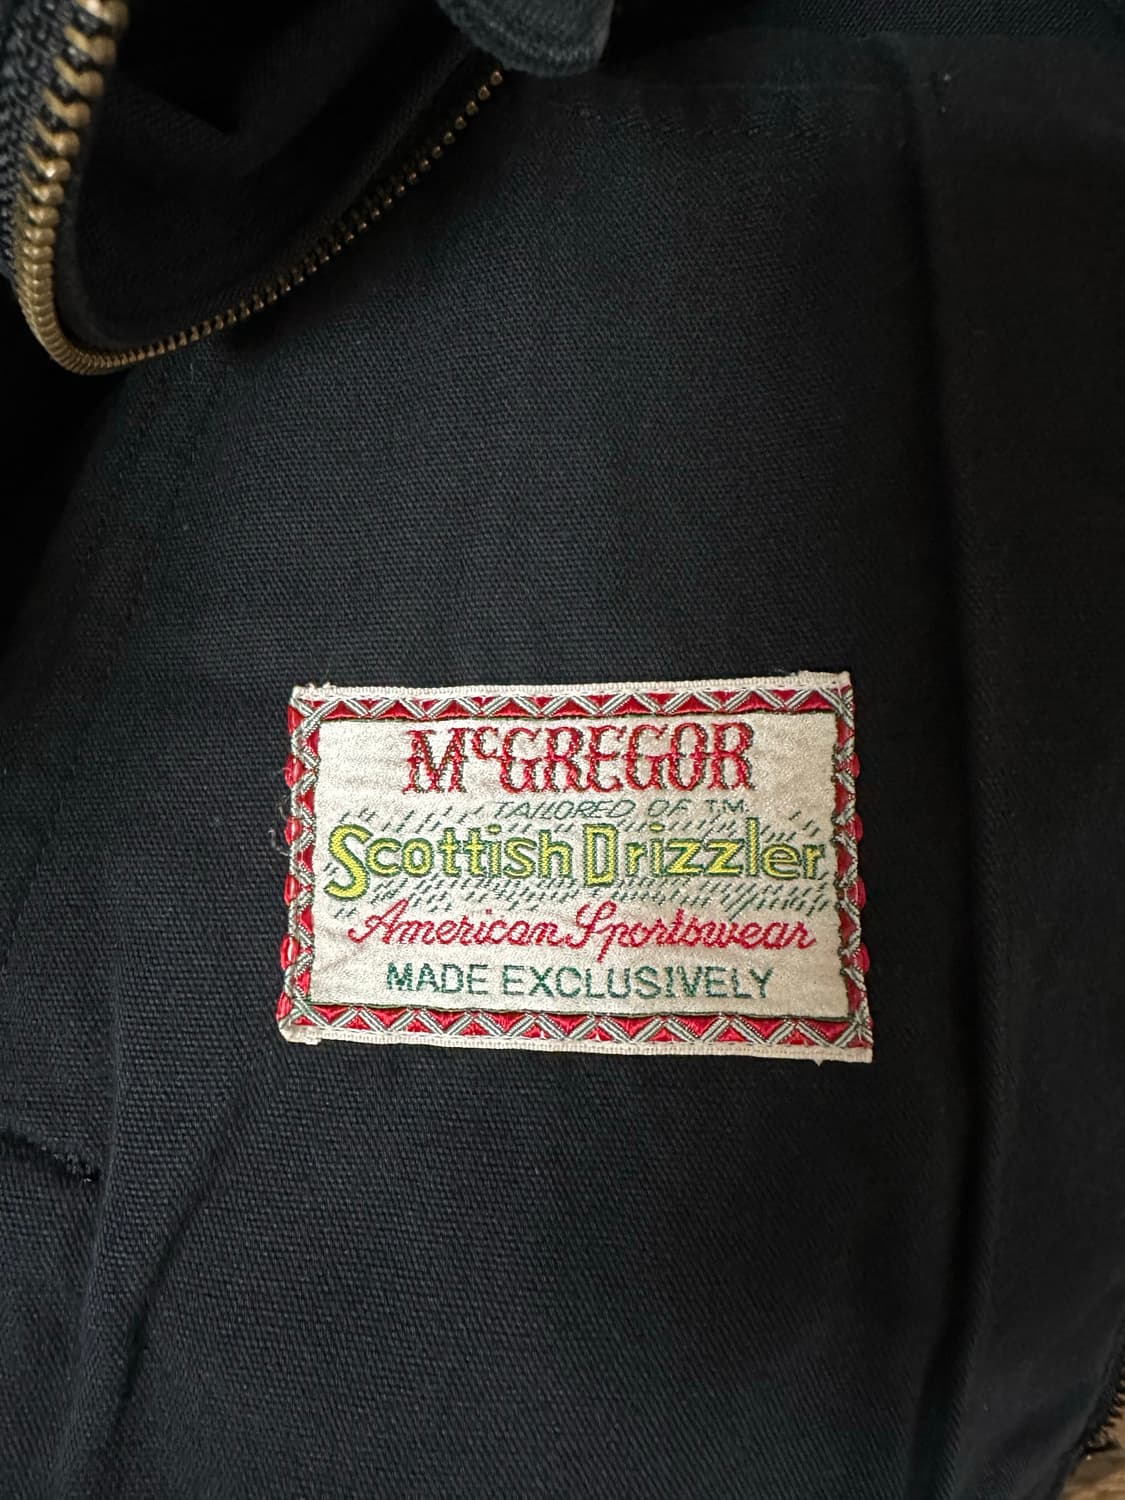 McGREGOR
TAILORED OF T.M.
Scottish Drizzler
American Sportswear
MADE EXCLUSIVELY